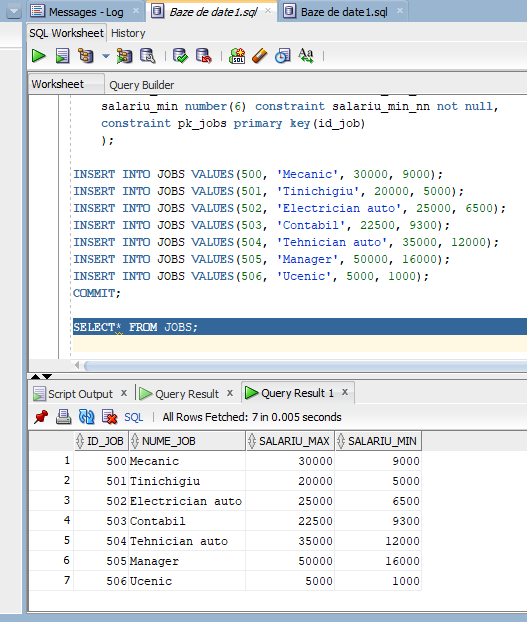 Messages - Log
Baze de date1.sql
Baze de date1.sql
SQL Worksheet History
Worksheet Query Builder
salariu_min number(6) constraint salariu_min_nn not null,
constraint pk_jobs primary key(id_job)
);
INSERT INTO JOBS VALUES(500, 'Mecanic', 30000, 9000);
INSERT INTO JOBS VALUES(501, 'Tinichigiu', 20000, 5000);
INSERT INTO JOBS VALUES(502, 'Electrician auto', 25000, 6500);
INSERT INTO JOBS VALUES(503, 'Contabil', 22500, 9300);
INSERT INTO JOBS VALUES(504, 'Tehnician auto', 35000, 12000);
INSERT INTO JOBS VALUES(505, 'Manager', 50000, 16000);
INSERT INTO JOBS VALUES(506, 'Ucenic', 5000, 1000);
COMMIT;
SELECT* FROM JOBS;
Script Output x Query Result x Query Result 1 x
SQL | All Rows Fetched: 7 in 0.005 seconds
ID_JOB NUME_JOB SALARIU_MAX SALARIU_MIN
1 500 Mecanic 30000 9000
2 501 Tinichigiu 20000 5000
3 502 Electrician auto 25000 6500
4 503 Contabil 22500 9300
5 504 Tehnician auto 35000 12000
6 505 Manager 50000 16000
7 506 Ucenic 5000 1000